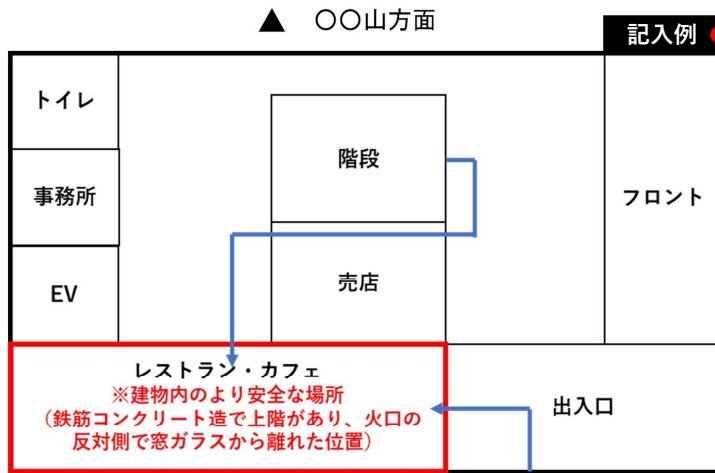 ▲ 〇〇山方面
記入例
トイレ
階段
事務所
フロント
EV
売店
レストラン・カフェ
※建物内のより安全な場所
(鉄筋コンクリート造で上階があり、火口の
反対側で窓ガラスから離れた位置)
出入口